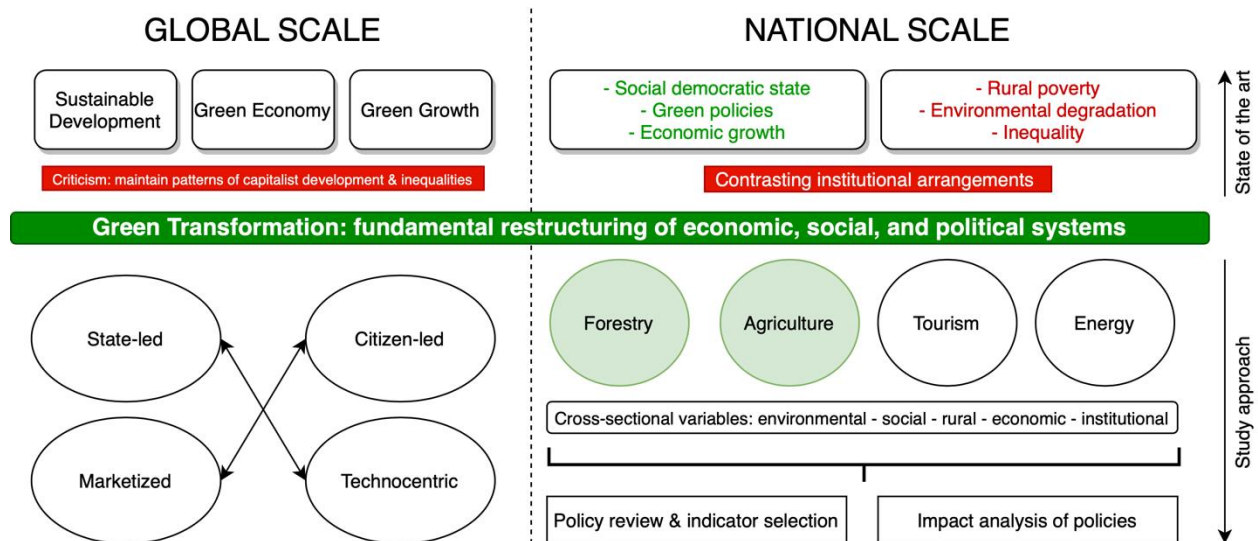 GLOBAL SCALE
NATIONAL SCALE
Sustainable
Development
Green Economy
Green Growth
- Social democratic state
- Green policies
- Economic growth
- Rural poverty
- Environmental degradation
- Inequality
State of the art
Criticism: maintain patterns of capitalist development & inequalities
Contrasting institutional arrangements
Green Transformation: fundamental restructuring of economic, social, and political systems
State-led
Citizen-led
Marketized
Technocentric
Forestry
Agriculture
Tourism
Energy
Cross-sectional variables: environmental - social - rural - economic - institutional
Policy review & indicator selection
Impact analysis of policies
Study approach